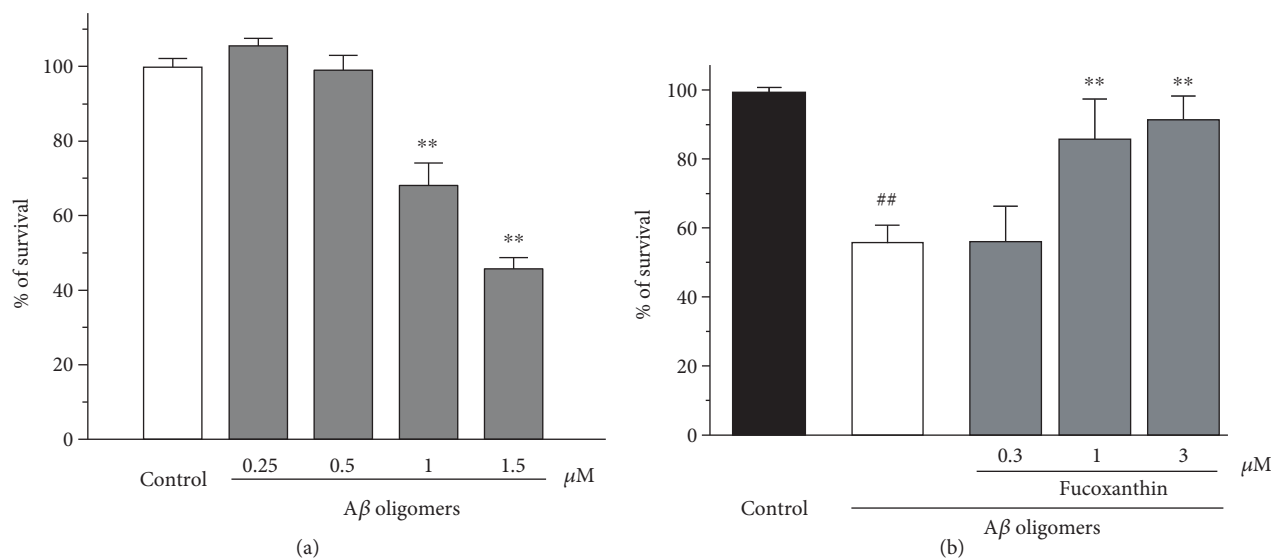 100
80
60
40
20
0
% of survival
**
**
Control
0.25
0.5
1
1.5
μM
Aβ oligomers
(a)
100
80
60
40
20
0
% of survival
##
**
**
0.3
1
3
μM
Fucoxanthin
Control
Aβ oligomers
(b)